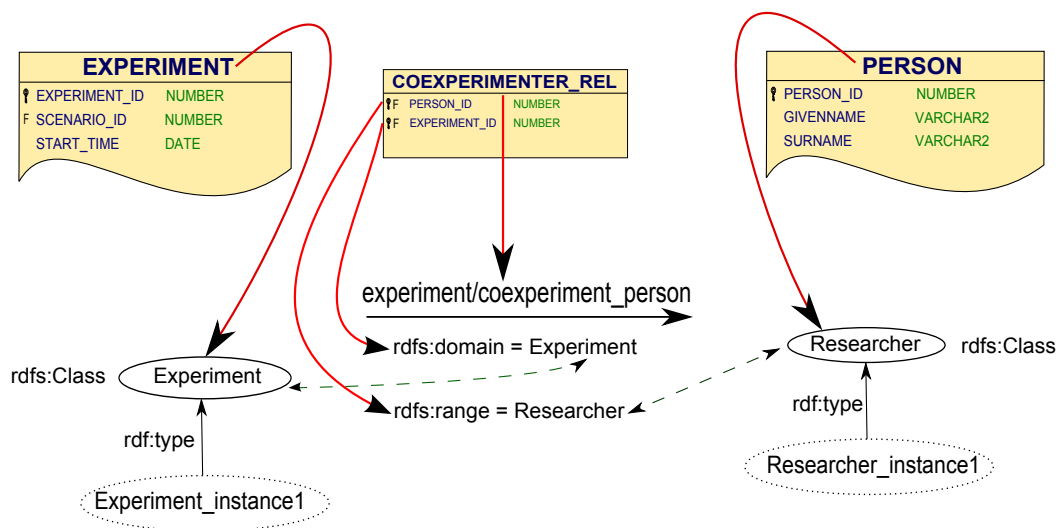 EXPERIMENT
EXPERIMENT_ID NUMBER
F SCENARIO_ID NUMBER
START_TIME DATE
COEXPERIMENTER_REL
F PERSON_ID NUMBER
F EXPERIMENT_ID NUMBER
PERSON
PERSON_ID NUMBER
GIVENNAME VARCHAR2
SURNAME VARCHAR2
experiment/coexperiment_person
rdfs:domain = Experiment
rdfs:range = Researcher
rdfs:Class
Experiment
rdf:type
Experiment_instance1
Researcher
rdfs:Class
rdf:type
Researcher_instance1